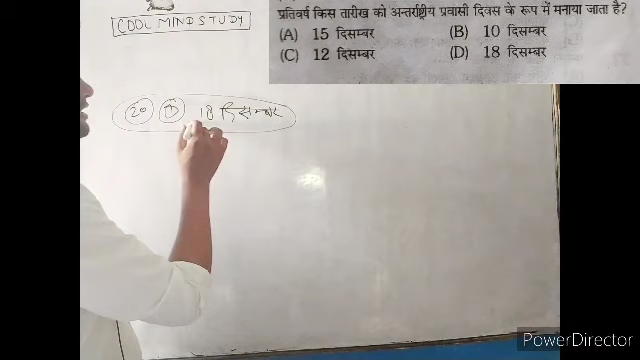 COOL MIND STUDY
प्रतिवर्ष किस तारीख को अन्तर्राष्ट्रीय प्रवासी दिवस के रूप में मनाया जाता है?
(A) 15 दिसम्बर (B) 10 दिसम्बर
(C) 12 दिसम्बर (D) 18 दिसम्बर
20 D 18 दिसम्बर
PowerDirector